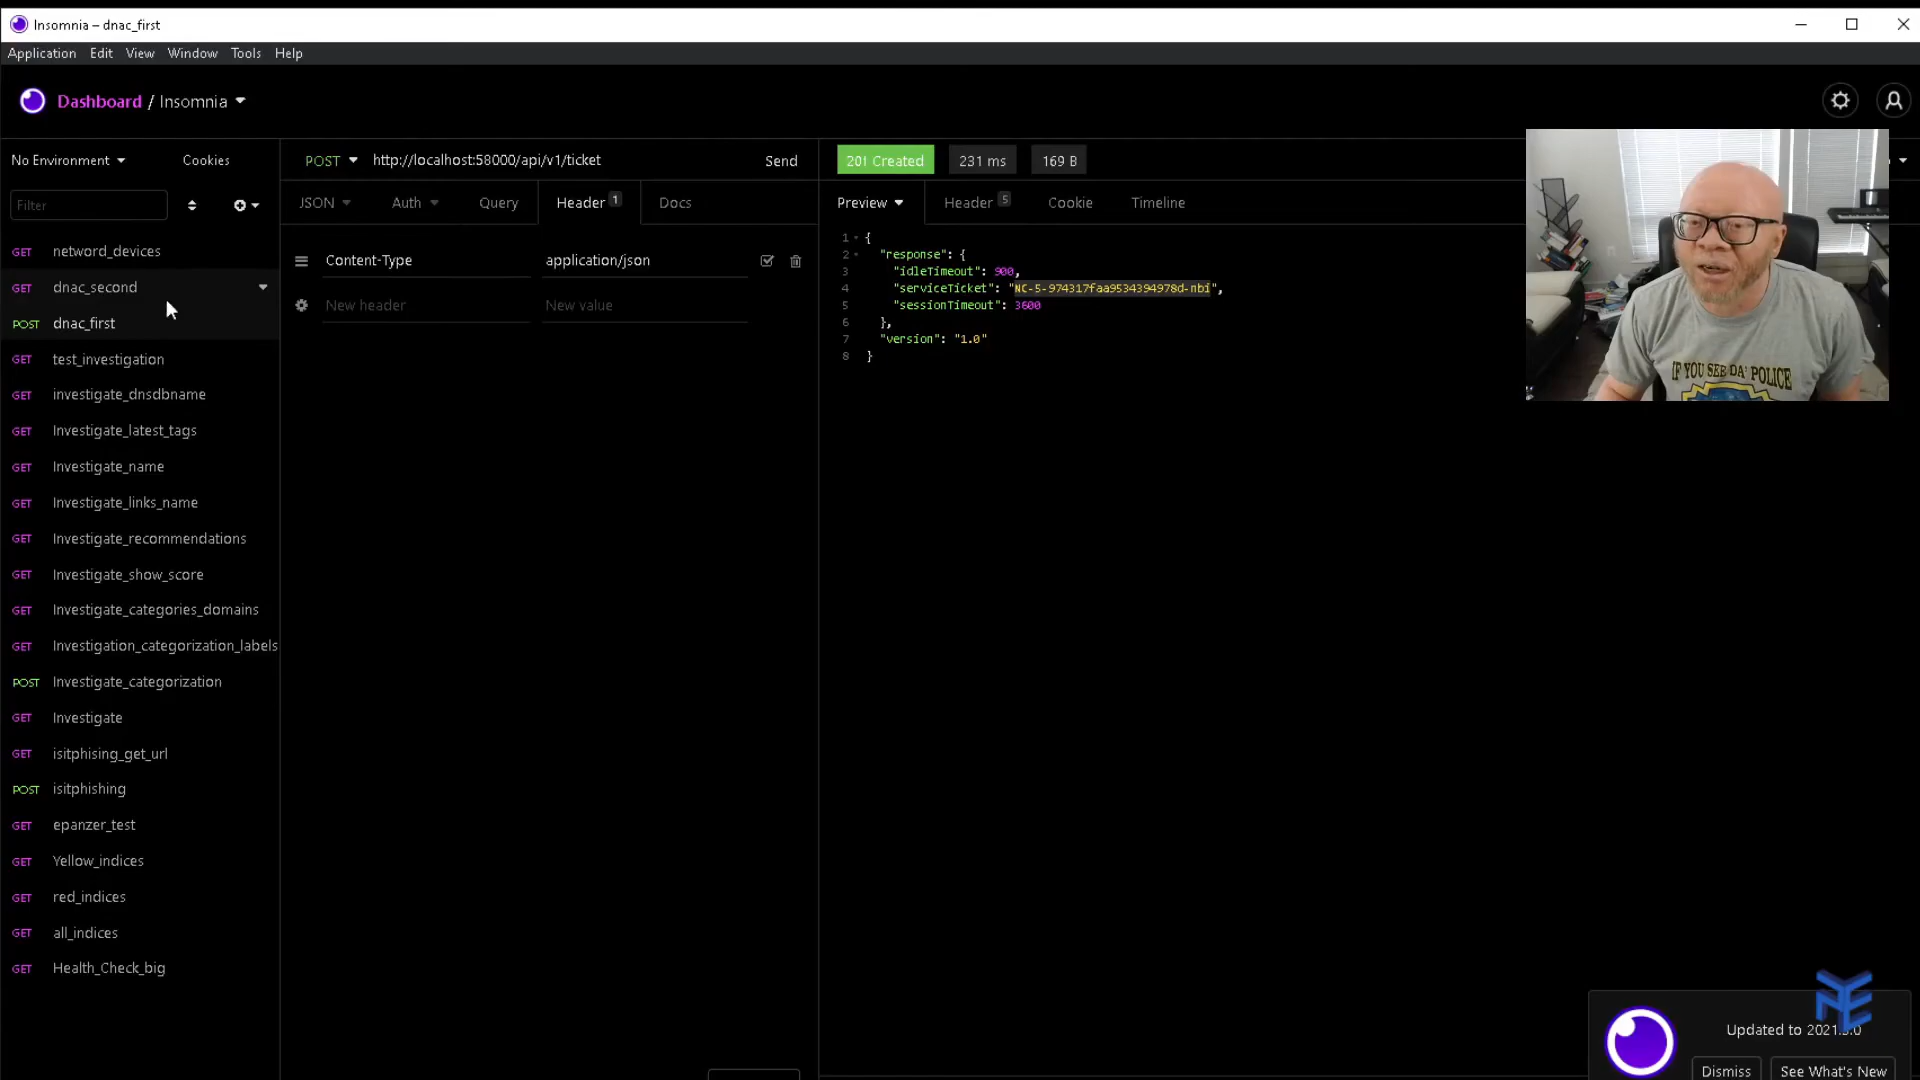 Insomnia – dnac_first
Application Edit View Window Tools Help
Dashboard / Insomnia
No Environment Cookies
POST http://localhost:58000/api/v1/ticket Send
201 Created 231 ms 169 B
Filter
JSON Auth Query Header 1 Docs
Preview Header 5 Cookie Timeline
GET netword_devices
GET dnac_second
POST dnac_first
GET test_investigation
GET investigate_dnsdbname
GET Investigate_latest_tags
GET Investigate_name
GET Investigate_links_name
GET Investigate_recommendations
GET Investigate_show_score
GET Investigate_categories_domains
GET Investigation_categorization_labels
POST Investigate_categorization
GET Investigate
GET isitphising_get_url
POST isitphishing
GET epanzer_test
GET Yellow_indices
GET red_indices
GET all_indices
GET Health_Check_big
Content-Type application/json
New header New value
1 {
2 "response": {
3 "idleTimeout": 900,
4 "serviceTicket": "NC-5-974317faa9534394978d-nbi",
5 "sessionTimeout": 3600
6 },
7 "version": "1.0"
8 }
IF YOU SEE DA' POLICE
Updated to
Dismiss See What's New